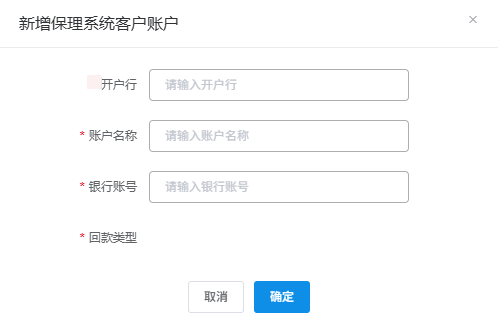 新增保理系统客户账户
×
开户行 请输入开户行
* 账户名称 请输入账户名称
* 银行账号 请输入银行账号
* 回款类型
取消 确定